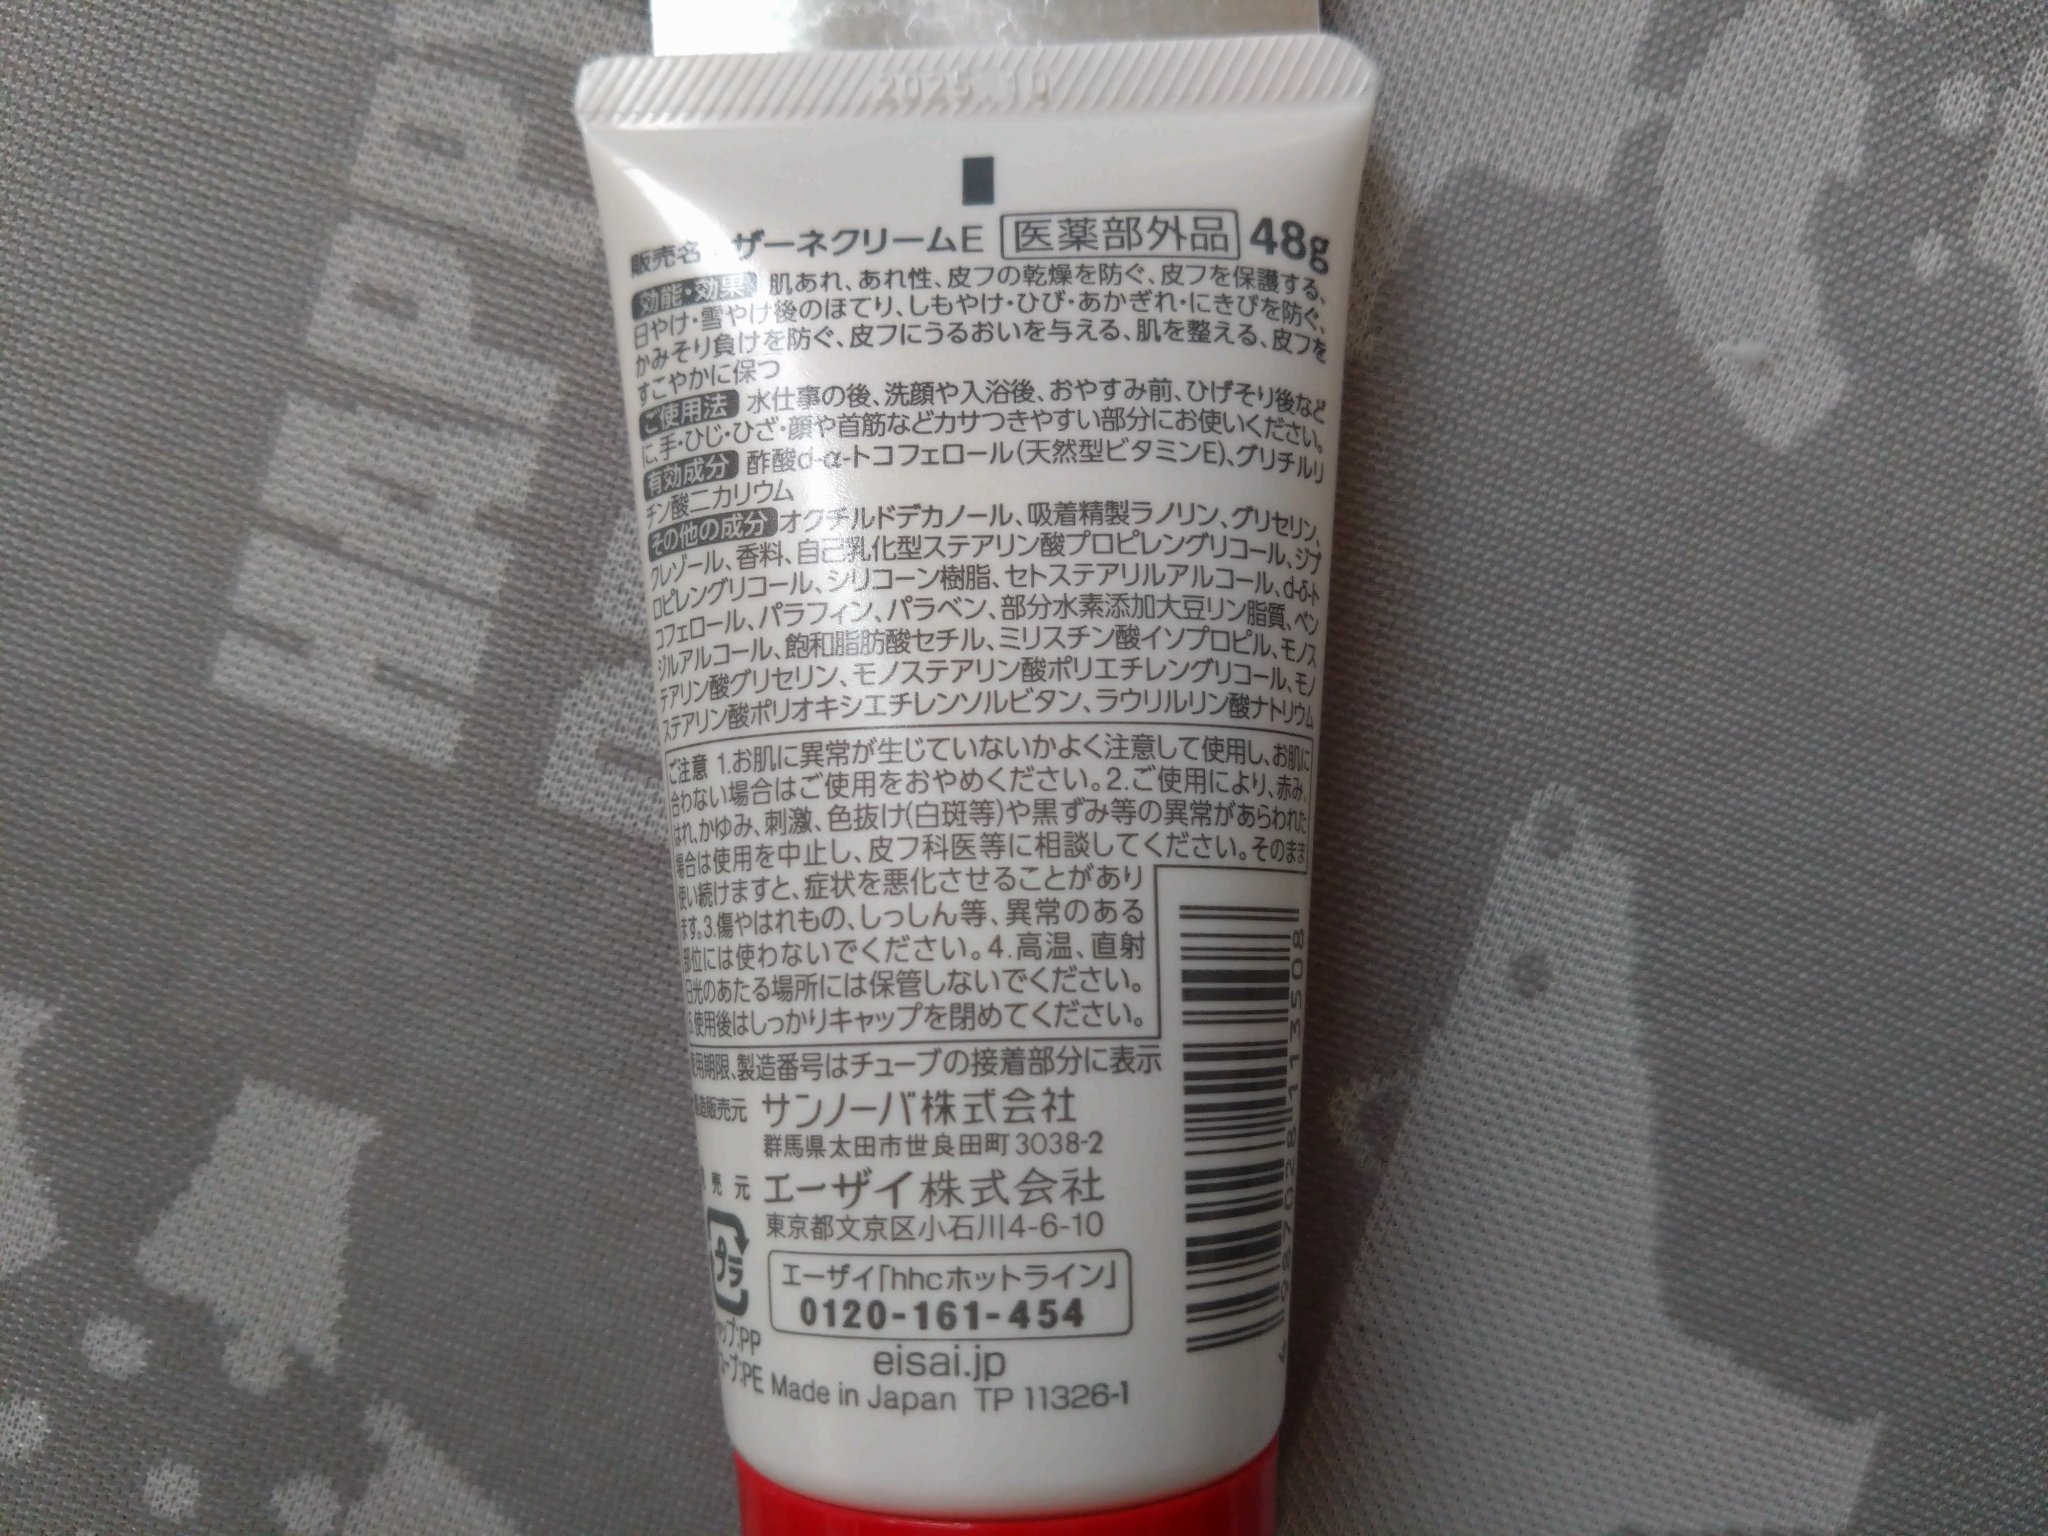 2025.10
販売名 ザーネクリームE 医薬部外品 48g
効能・効果 肌あれ、あれ性、皮フの乾燥を防ぐ、皮フを保護する、
日やけ・雪やけ後のほてり、しもやけ・ひび・あかぎれ・にきびを防ぐ、
かみそり負けを防ぐ、皮フにうるおいを与える、肌を整える、皮フを
すこやかに保つ
ご使用法 水仕事の後、洗顔や入浴後、おやすみ前、ひげそり後など
に、手・ひじ・ひざ・顔や首筋などカサつきやすい部分にお使いください。
有効成分 酢酸d-α-トコフェロール(天然型ビタミンE)、グリチルリ
チン酸二カリウム
その他の成分 オクチルドデカノール、吸着精製ラノリン、グリセリン、
クレゾール、香料、自己乳化型ステアリン酸プロピレングリコール、ジプ
ロピレングリコール、シリコーン樹脂、セトステアリルアルコール、d-δ-ト
コフェロール、パラフィン、パラベン、部分水素添加大豆リン脂質、ベン
ジルアルコール、飽和脂肪酸セチル、ミリスチン酸イソプロピル、モノス
テアリン酸グリセリン、モノステアリン酸ポリエチレングリコール、モノ
ステアリン酸ポリオキシエチレンソルビタン、ラウリルリン酸ナトリウム
ご注意 1.お肌に異常が生じていないかよく注意して使用し、お肌に
合わない場合はご使用をおやめください。2.ご使用により、赤み、
はれ、かゆみ、刺激、色抜け(白斑等)や黒ずみ等の異常があらわれた
場合は使用を中止し、皮フ科医等に相談してください。そのまま
使い続けますと、症状を悪化させることがあり
ます。3.傷やはれもの、しっしん等、異常のある
部位には使わないでください。4.高温、直射
日光のあたる場所には保管しないでください。
5.使用後はしっかりキャップを閉めてください。
使用期限、製造番号はチューブの接着部分に表示
製造販売元 サンノーバ株式会社
群馬県太田市世良田町3038-2
売元 エーザイ株式会社
東京都文京区小石川4-6-10
プラ
エーザイ「hhcホットライン」
0120-161-454
ップ:PP
ーブ:PE
eisai.jp
Made in Japan TP 11326-1
4987028113508